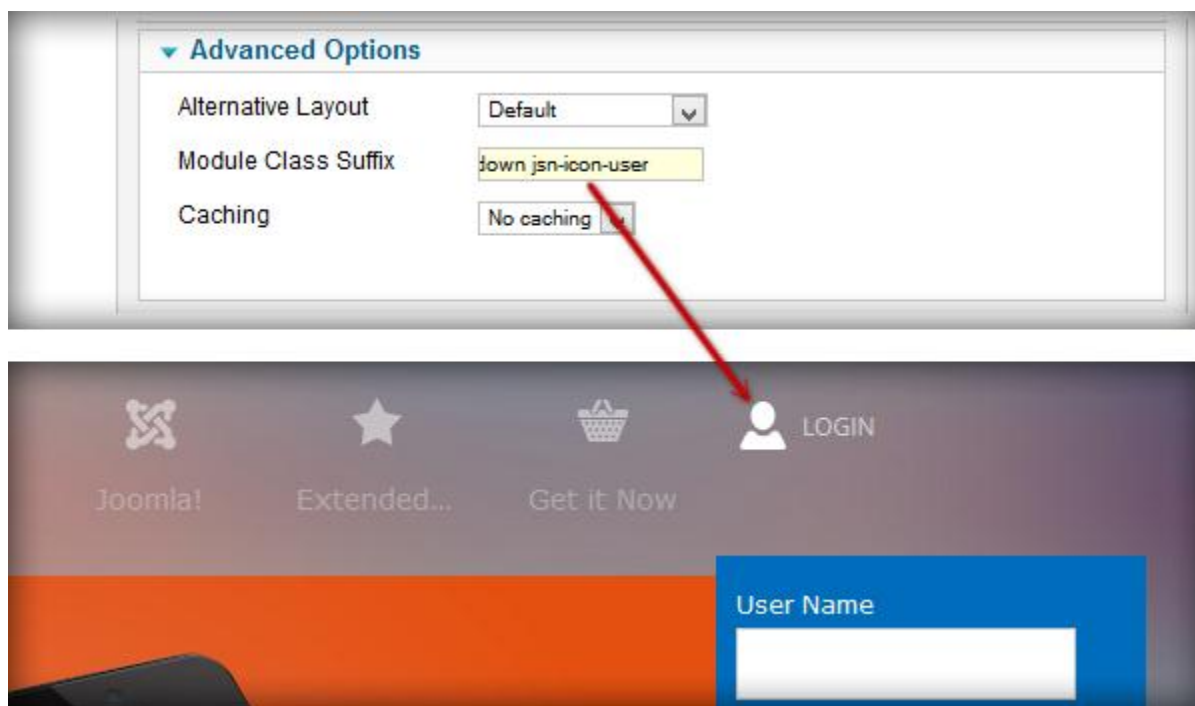 Advanced Options
Alternative Layout Default
Module Class Suffix down jsn-icon-user
Caching No caching
LOGIN
Joomla! Extended... Get it Now
User Name